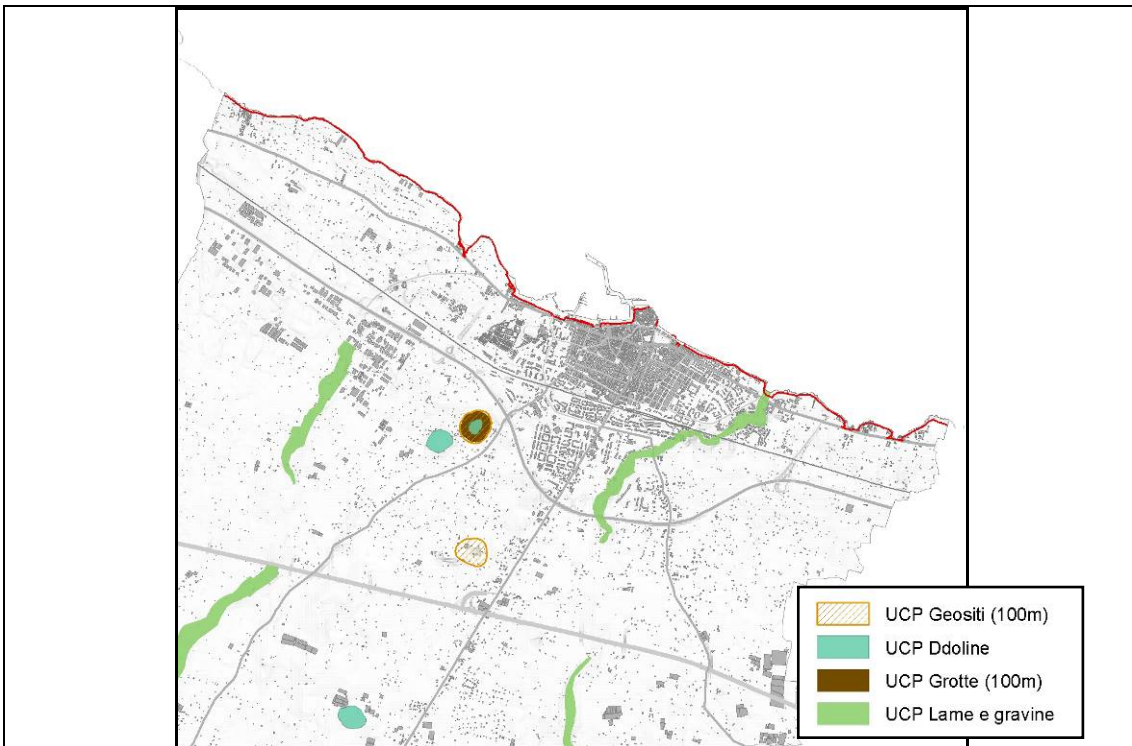 UCP Geositi (100m)
UCP Ddoline
UCP Grotte (100m)
UCP Lame e gravine